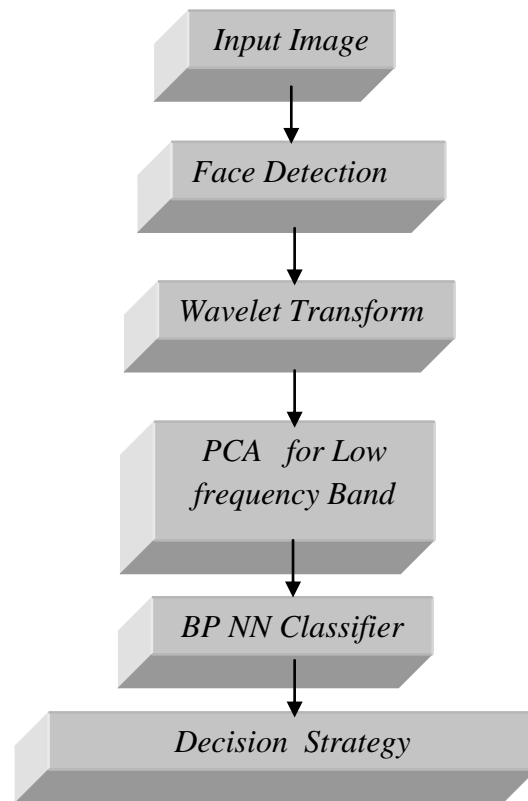 Input Image
Face Detection
Wavelet Transform
PCA for Low
frequency Band
BP NN Classifier
Decision Strategy